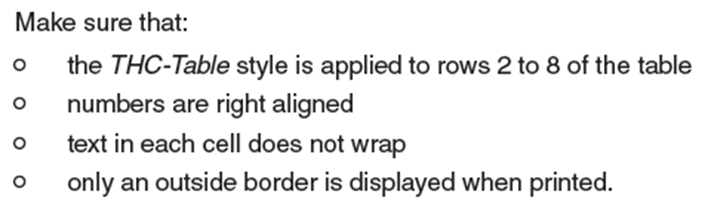 Make sure that:
o the THC-Table style is applied to rows 2 to 8 of the table
o numbers are right aligned
o text in each cell does not wrap
o only an outside border is displayed when printed.